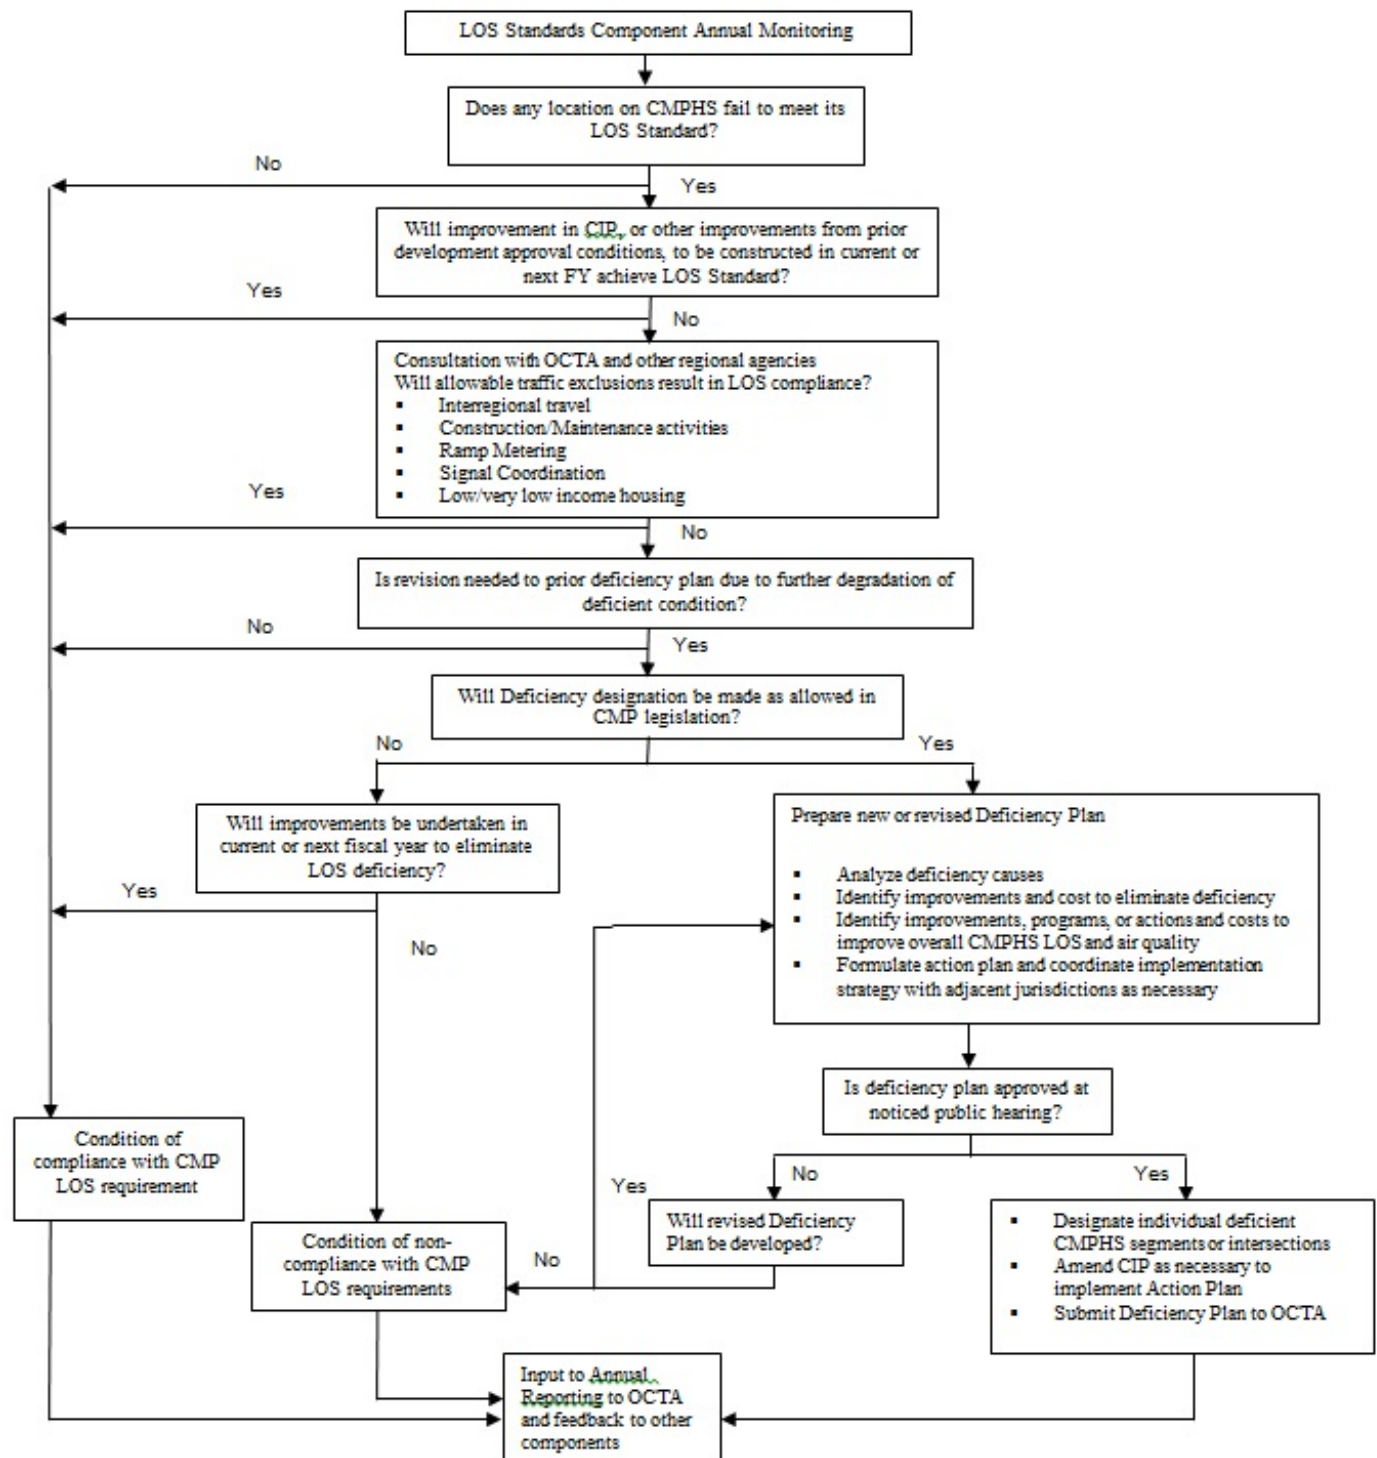 LOS Standards Component Annual Monitoring
Does any location on CMPHS fail to meet its
LOS Standard?
No
Yes
Will improvement in CIP, or other improvements from prior
development approval conditions, to be constructed in current or
next FY achieve LOS Standard?
Yes
No
Consultation with OCTA and other regional agencies
Will allowable traffic exclusions result in LOS compliance?
▪ Interregional travel
▪ Construction/Maintenance activities
▪ Ramp Metering
▪ Signal Coordination
▪ Low/very low income housing
Yes
No
Is revision needed to prior deficiency plan due to further degradation of
deficient condition?
No
Yes
Will Deficiency designation be made as allowed in
CMP legislation?
No
Yes
Will improvements be undertaken in
current or next fiscal year to eliminate
LOS deficiency?
Yes
No
Prepare new or revised Deficiency Plan
▪ Analyze deficiency causes
▪ Identify improvements and cost to eliminate deficiency
▪ Identify improvements, programs, or actions and costs to
improve overall CMPHS LOS and air quality
▪ Formulate action plan and coordinate implementation
strategy with adjacent jurisdictions as necessary
Is deficiency plan approved at
noticed public hearing?
No
Yes
Condition of
compliance with CMP
LOS requirement
Yes
Will revised Deficiency
Plan be developed?
No
▪ Designate individual deficient
CMPHS segments or intersections
▪ Amend CIP as necessary to
implement Action Plan
▪ Submit Deficiency Plan to OCTA
Condition of non-
compliance with CMP
LOS requirements
Input to Annual
Reporting to OCTA
and feedback to other
components